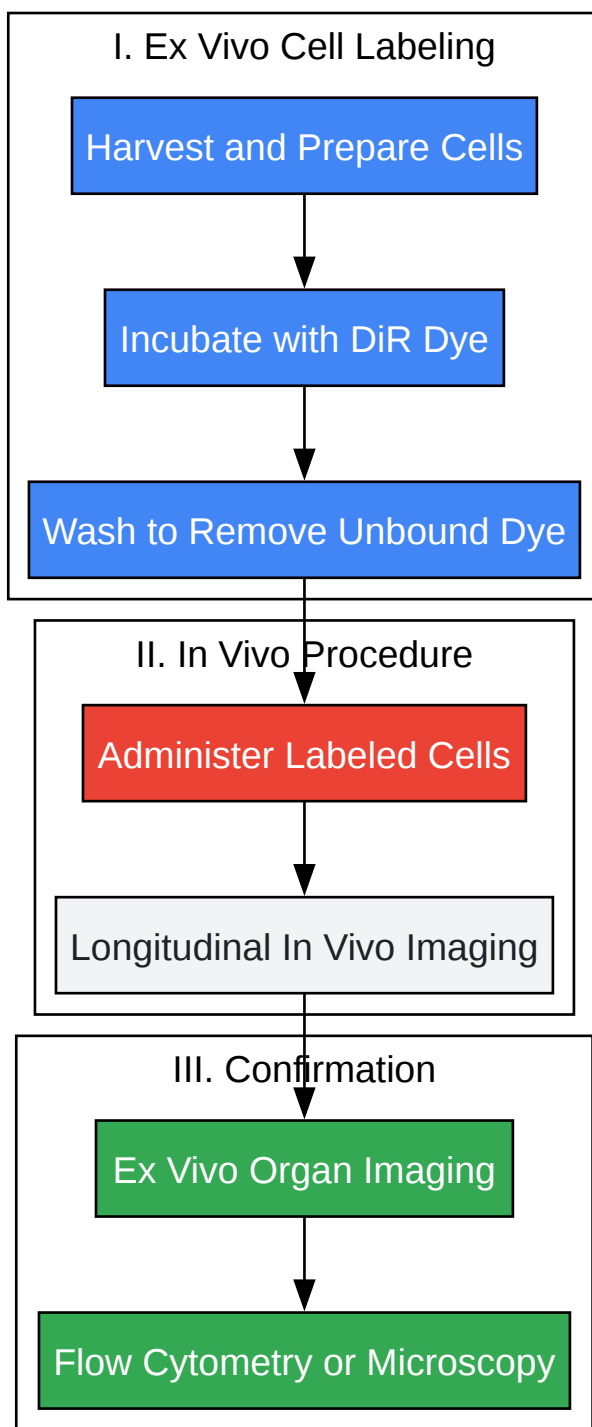 I. Ex Vivo Cell Labeling
Harvest and Prepare Cells
Incubate with DiR Dye
Wash to Remove Unbound Dye
II. In Vivo Procedure
Administer Labeled Cells
Longitudinal In Vivo Imaging
III. Confirmation
Ex Vivo Organ Imaging
Flow Cytometry or Microscopy